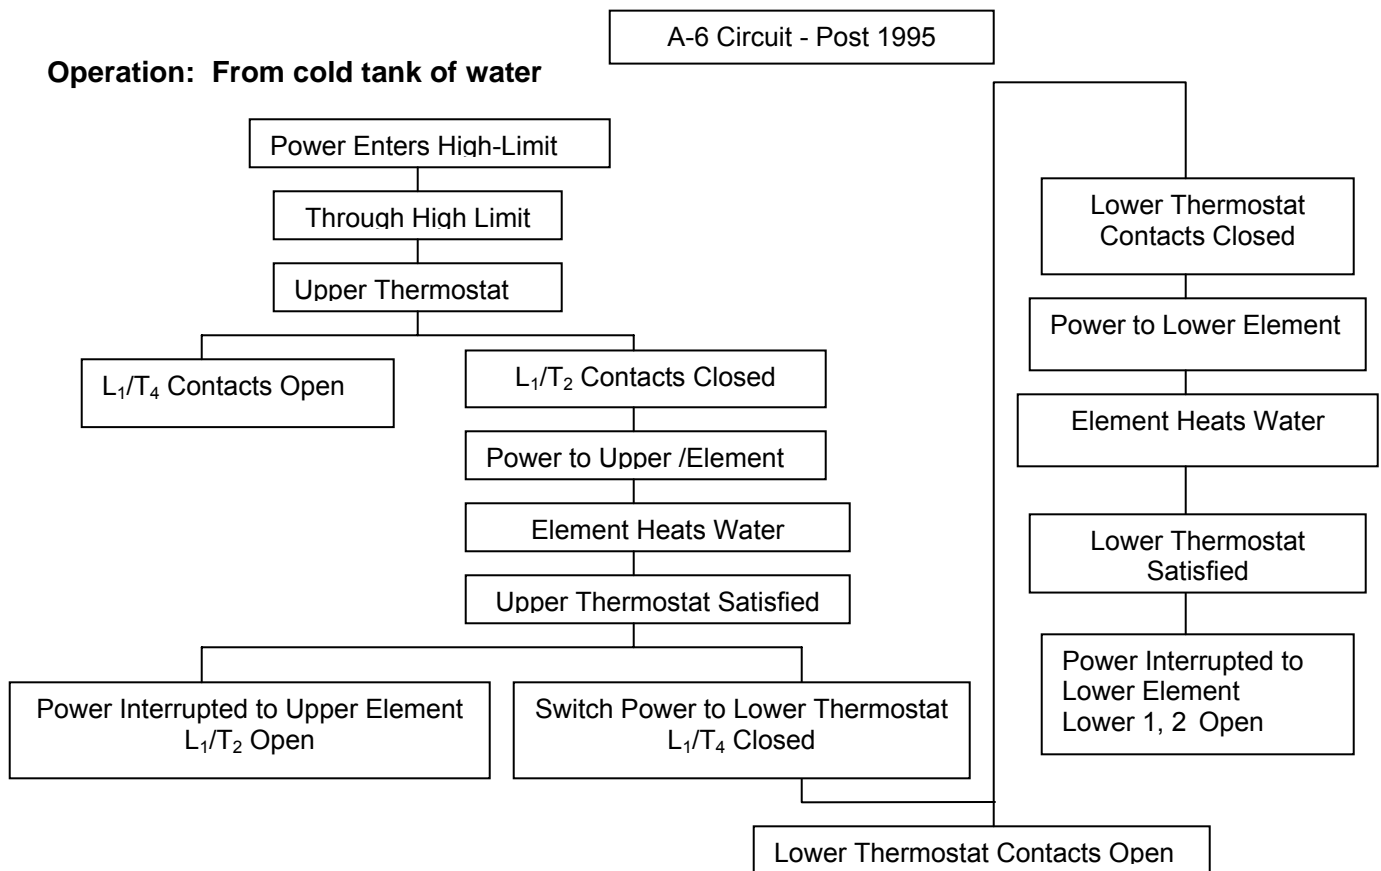 A-6 Circuit - Post 1995
Operation: From cold tank of water
Power Enters High-Limit
Through High Limit
Upper Thermostat
L₁/T₄ Contacts Open
L₁/T₂ Contacts Closed
Power to Upper /Element
Element Heats Water
Upper Thermostat Satisfied
Power Interrupted to Upper Element
L₁/T₂ Open
Switch Power to Lower Thermostat
L₁/T₄ Closed
Lower Thermostat Contacts Open
Lower Thermostat
Contacts Closed
Power to Lower Element
Element Heats Water
Lower Thermostat
Satisfied
Power Interrupted to
Lower Element
Lower 1, 2 Open